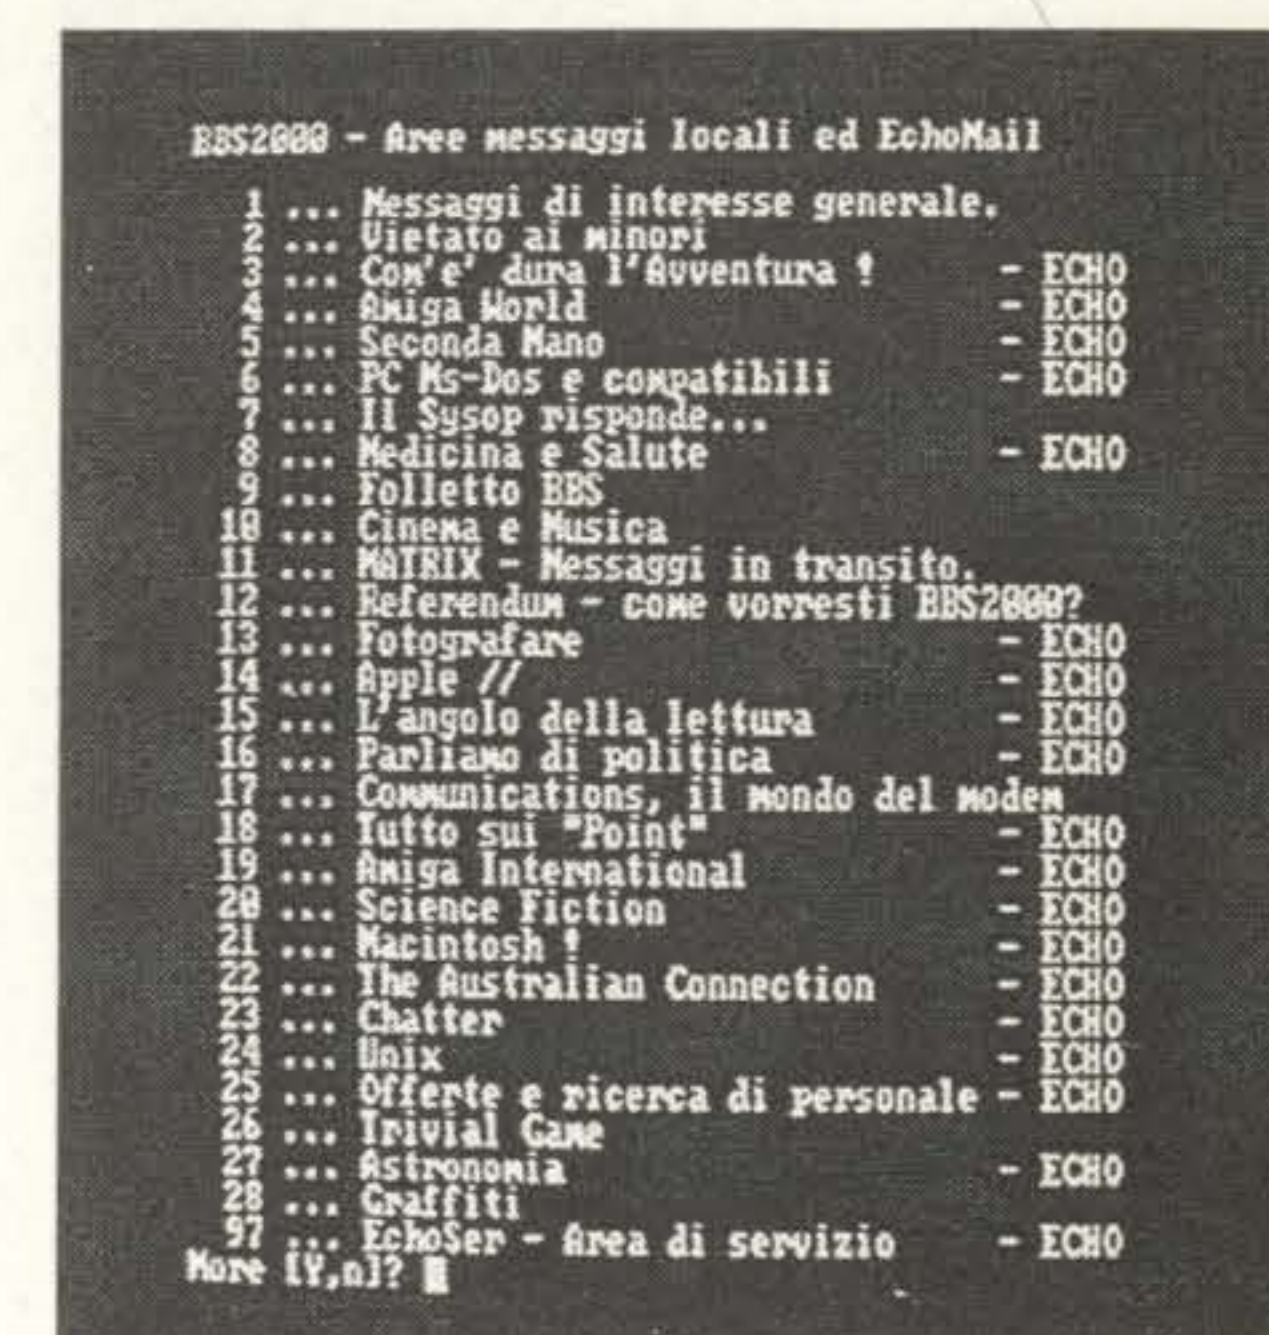 BBS2000 - Aree messaggi locali ed EchoMail
1 ... Messaggi di interesse generale.
2 ... Vietato ai minori
3 ... Com'e' dura l'Avventura ! - ECHO
4 ... Amiga World - ECHO
5 ... Seconda Mano - ECHO
6 ... PC Ms-Dos e compatibili - ECHO
7 ... Il Sysop risponde...
8 ... Medicina e Salute - ECHO
9 ... Folletto BBS
10 ... Cinema e Musica
11 ... MATRIX - Messaggi in transito.
12 ... Referendum - come vorresti BBS2000?
13 ... Fotografare - ECHO
14 ... Apple // - ECHO
15 ... L'angolo della lettura - ECHO
16 ... Parliamo di politica - ECHO
17 ... Communications, il mondo del modem
18 ... Tutto sui "Point" - ECHO
19 ... Amiga International - ECHO
20 ... Science Fiction - ECHO
21 ... Macintosh ! - ECHO
22 ... The Australian Connection - ECHO
23 ... Chatter - ECHO
24 ... Unix - ECHO
25 ... Offerte e ricerca di personale - ECHO
26 ... Trivial Game
27 ... Astronomia - ECHO
28 ... Graffiti
97 ... EchoSer - Area di servizio - ECHO
More [Y,n]?